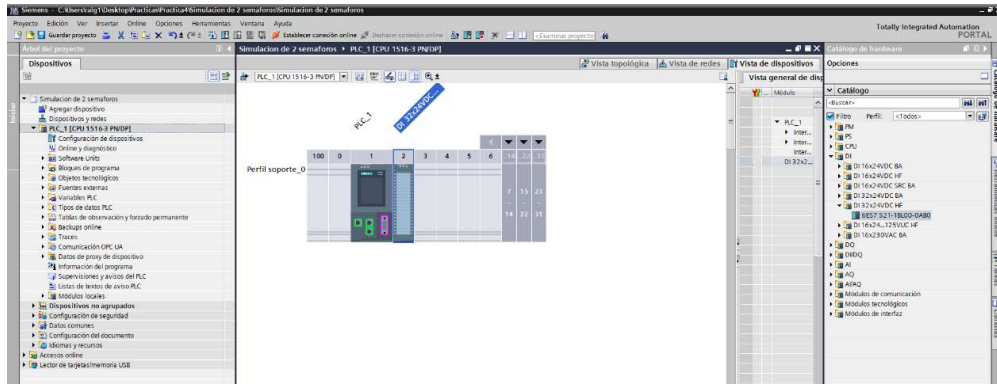 Siemens - C:\Users\ralg1\Desktop\Practicas\Practica4\Simulacion de 2 semaforos\Simulacion de 2 semaforos
Proyecto Edición Ver Insertar Online Opciones Herramientas Ventana Ayuda
Totally Integrated Automation
PORTAL
Guardar proyecto
Establecer conexión online
Deshacer conexión online
<Examinar proyecto>
Árbol del proyecto
Dispositivos
Iniciar
Simulacion de 2 semaforos
Agregar dispositivo
Dispositivos y redes
PLC_1 [CPU 1516-3 PN/DP]
Configuración de dispositivos
Online y diagnóstico
Software Units
Bloques de programa
Objetos tecnológicos
Fuentes externas
Variables PLC
Tipos de datos PLC
Tablas de observación y forzado permanente
Backups online
Traces
Comunicación OPC UA
Datos de proxy de dispositivo
Información del programa
Supervisiones y avisos del PLC
Listas de textos de aviso PLC
Módulos locales
Dispositivos no agrupados
Configuración de seguridad
Datos comunes
Configuración del documento
Idiomas y recursos
Accesos online
Lector de tarjetas/memoria USB
Simulacion de 2 semaforos PLC_1 [CPU 1516-3 PN/DP]
Vista topológica Vista de redes Vista de dispositivos
PLC_1 [CPU 1516-3 PN/DP]
PLC_1
DI 32x24VDC...
Perfil soporte_0
100 0 1 2 3 4 5 6
7 15 23
14 22 31
Vista general de disp
Módulo
PLC_1
Inter...
Inter...
Inter...
DI 32x2...
Catálogo de hardware
Opciones
Catálogo
<Buscar>
Filtro Perfil: <Todos>
PM
PS
CPU
DI
DI 16x24VDC BA
DI 16x24VDC HF
DI 16x24VDC SRC BA
DI 32x24VDC BA
DI 32x24VDC HF
6ES7 521-1BL00-0AB0
DI 16x24...125VUC HF
DI 16x230VAC BA
DQ
DI/DQ
AI
AQ
AI/AQ
Módulos de comunicación
Módulos tecnológicos
Módulos de interfaz